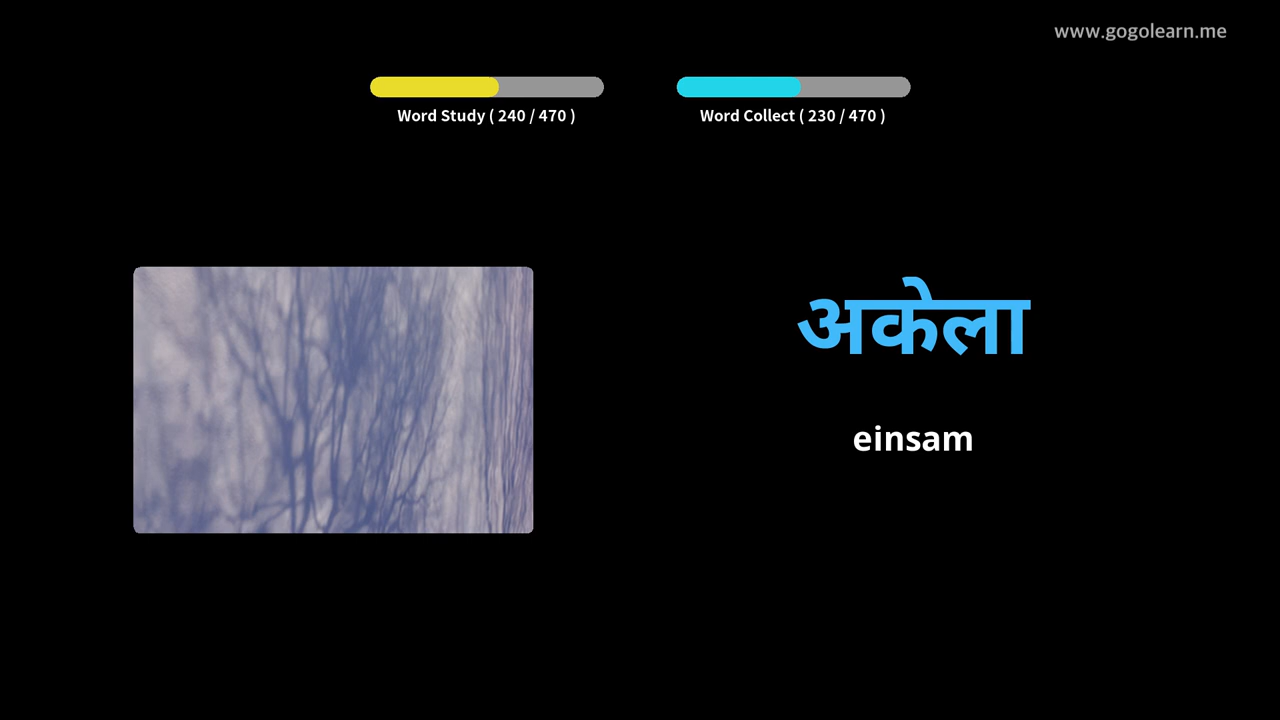 www.gogolearn.me
Word Study ( 240 / 470 )
Word Collect ( 230 / 470 )
अकेला
einsam